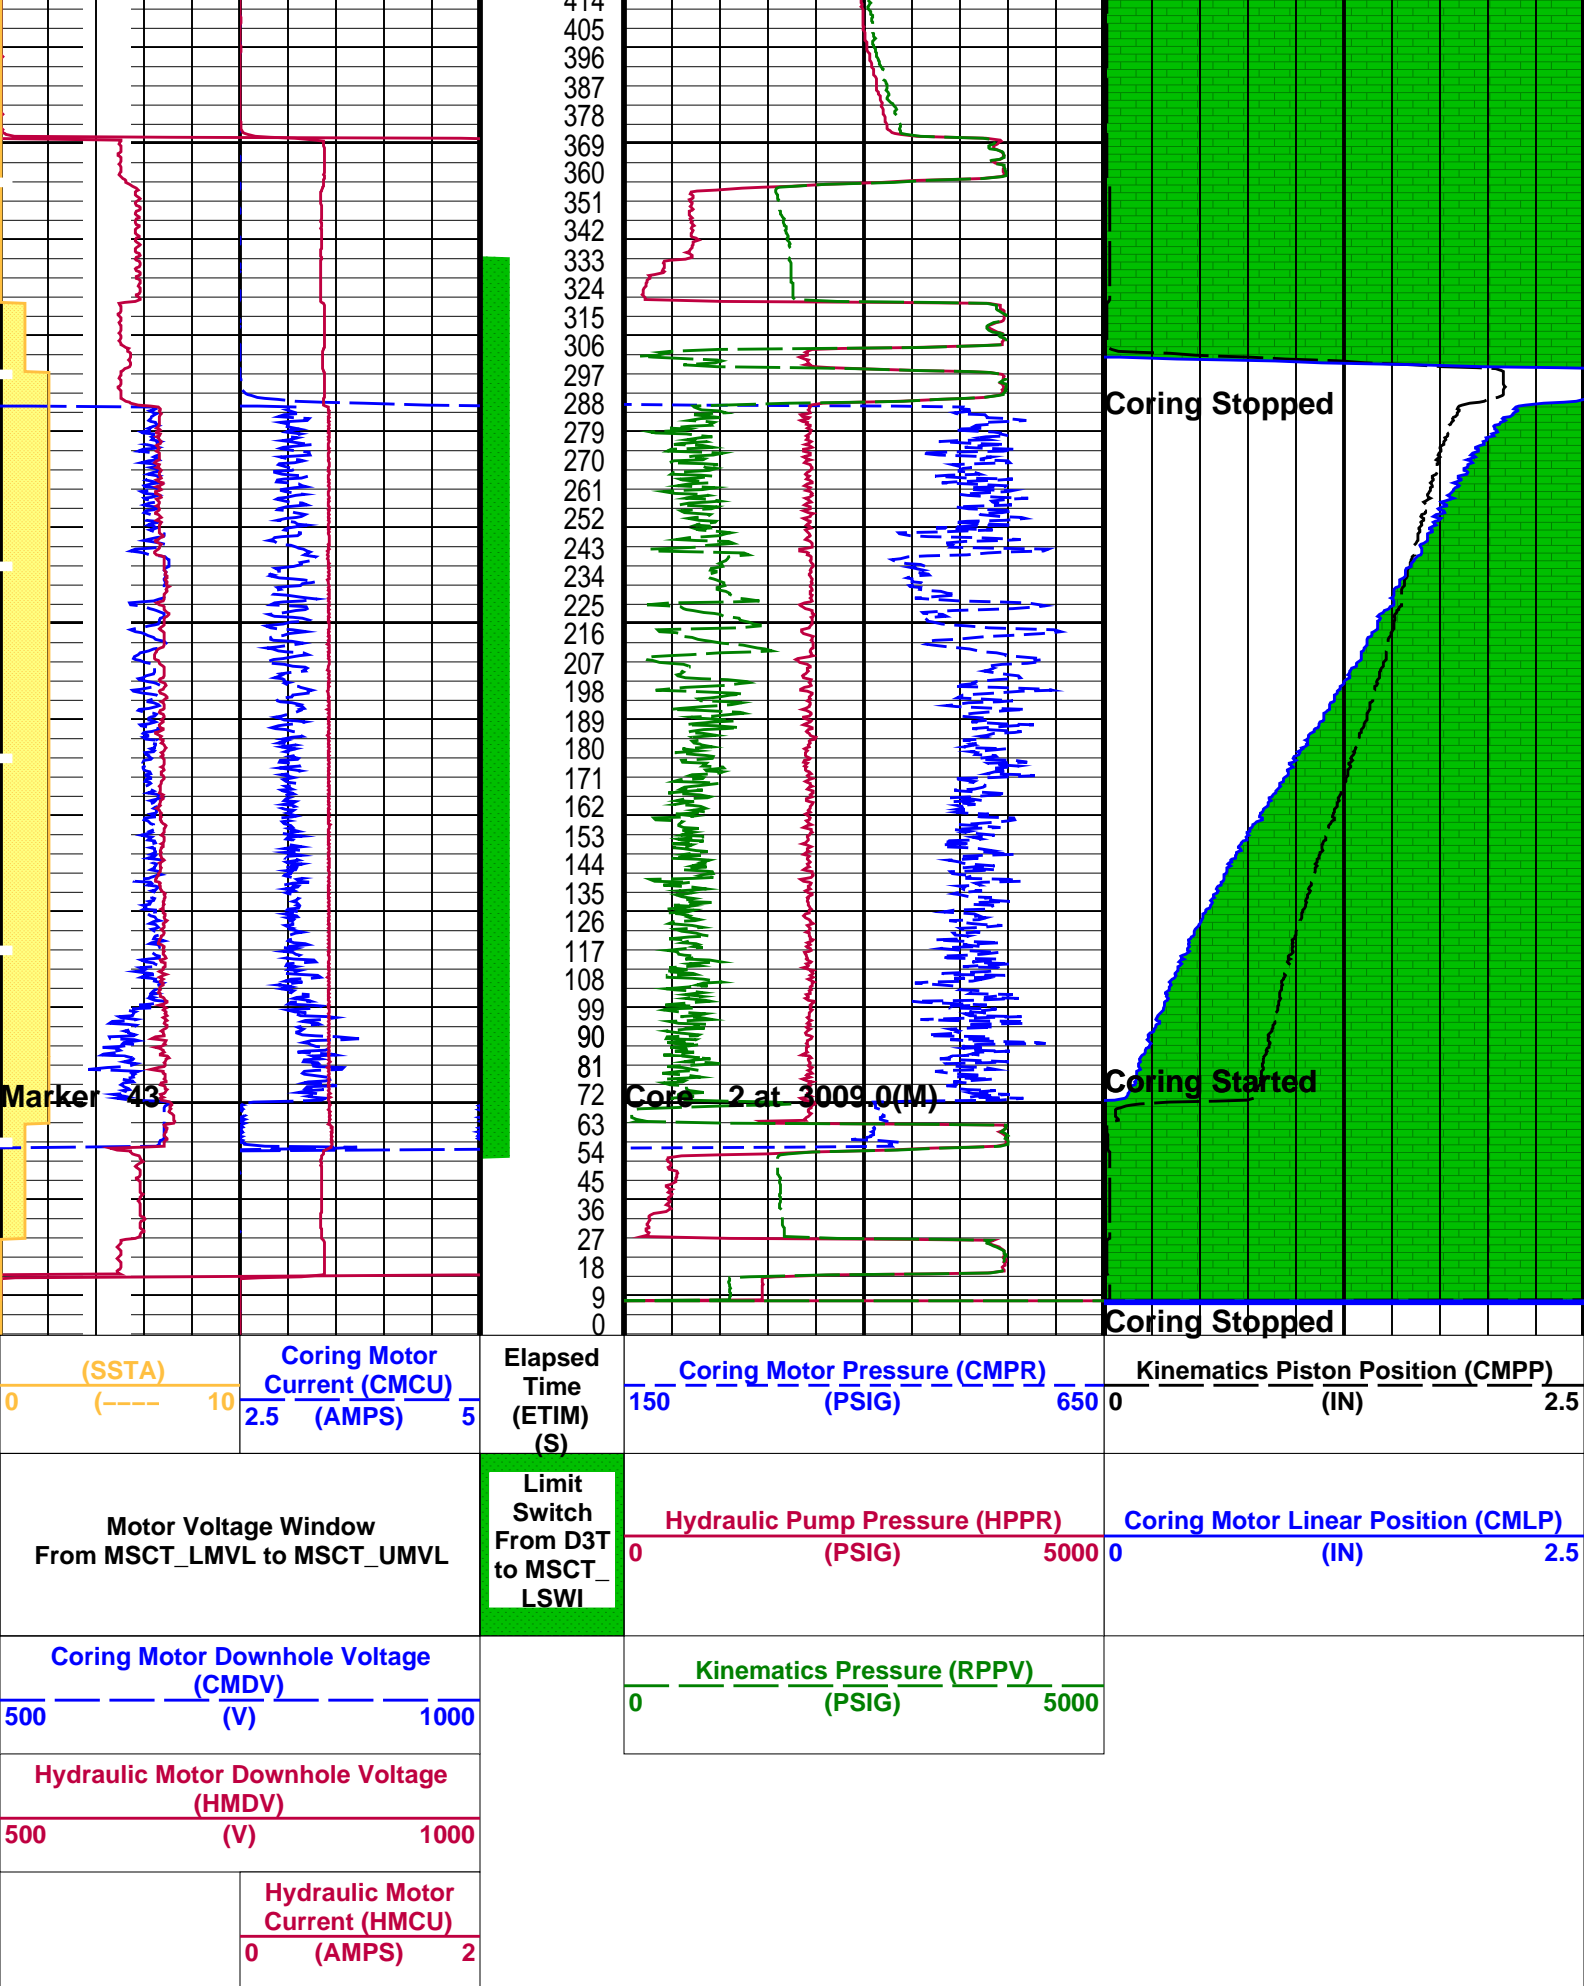 414
405
396
387
378
369
360
351
342
333
324
315
306
297
288
Coring Stopped
279
270
261
252
243
234
225
216
207
198
189
180
171
162
153
144
135
126
117
108
99
90
81
Coring Started
72
Marker 43
Core 2 at 3009.0(M)
63
54
45
36
27
18
9
0
Coring Stopped
(SSTA)
0 (---- 10
Coring Motor
Current (CMCU)
2.5 (AMPS) 5
Elapsed
Time
(ETIM)
(S)
Coring Motor Pressure (CMPR)
150 (PSIG) 650
Kinematics Piston Position (CMPP)
0 (IN) 2.5
Motor Voltage Window
From MSCT_LMVL to MSCT_UMVL
Limit
Switch
From D3T
to MSCT_
LSWI
Hydraulic Pump Pressure (HPPR)
0 (PSIG) 5000
Coring Motor Linear Position (CMLP)
0 (IN) 2.5
Coring Motor Downhole Voltage
(CMDV)
500 (V) 1000
Kinematics Pressure (RPPV)
0 (PSIG) 5000
Hydraulic Motor Downhole Voltage
(HMDV)
500 (V) 1000
Hydraulic Motor
Current (HMCU)
0 (AMPS) 2